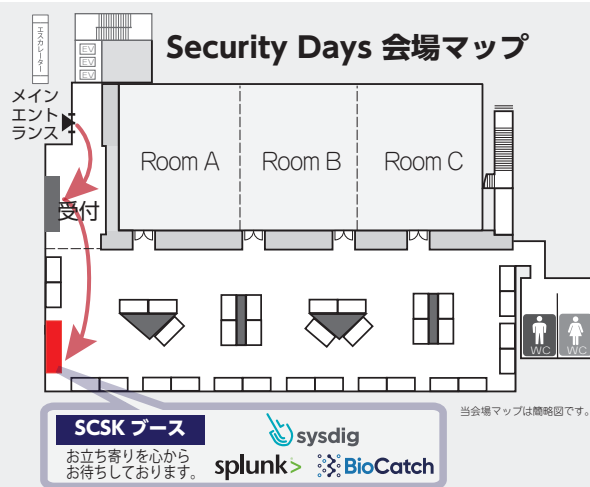 Security Days 会場マップ
エスカレーター
EV
EV
EV
メイン
エント
ランス
Room A
Room B
Room C
受付
WC
WC
当会場マップは簡略図です。
SCSK ブース
お立ち寄りを心から
お待ちしております。
sysdig
splunk>
BioCatch